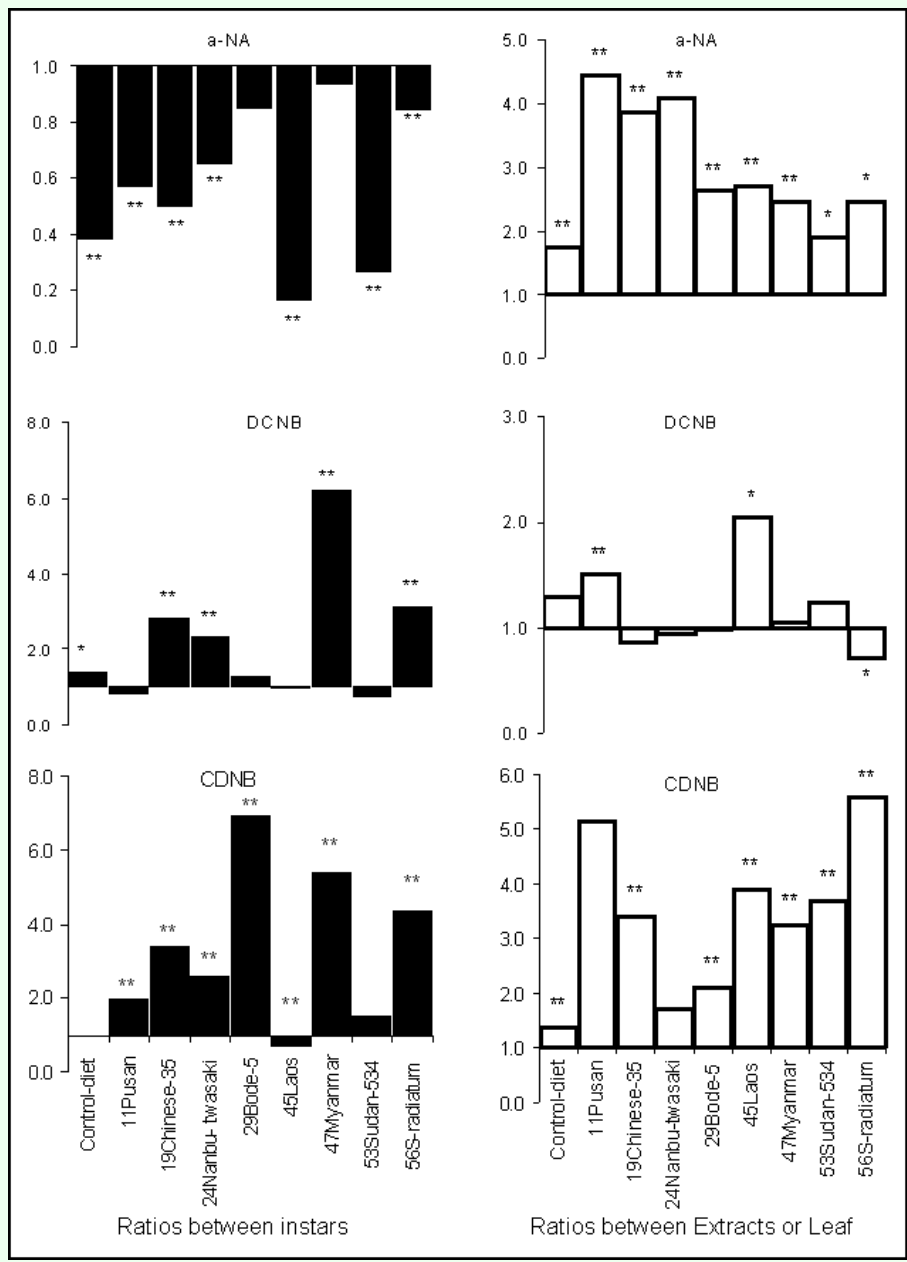 a-NA
1.0
0.8
0.6
0.4
0.2
0.0
** ** ** ** ** ** **
a-NA
5.0
4.0
3.0
2.0
1.0
0.0
** ** ** ** ** ** ** * *
DCNB
8.0
6.0
4.0
2.0
0.0
* ** ** ** **
DCNB
3.0
2.0
1.0
0.0
** * *
CDNB
8.0
6.0
4.0
2.0
0.0
** ** ** ** ** ** **
Control-diet
11Pusan
19Chinese-35
24Nanbu- twasaki
29Bode-5
45Laos
47Myanmar
53Sudan-534
56S-radiatum
Ratios between instars
CDNB
6.0
5.0
4.0
3.0
2.0
1.0
0.0
** ** ** ** ** ** **
Control-diet
11Pusan
19Chinese-35
24Nanbu-twasaki
29Bode-5
45Laos
47Myanmar
53Sudan-534
56S-radiatum
Ratios between Extracts or Leaf